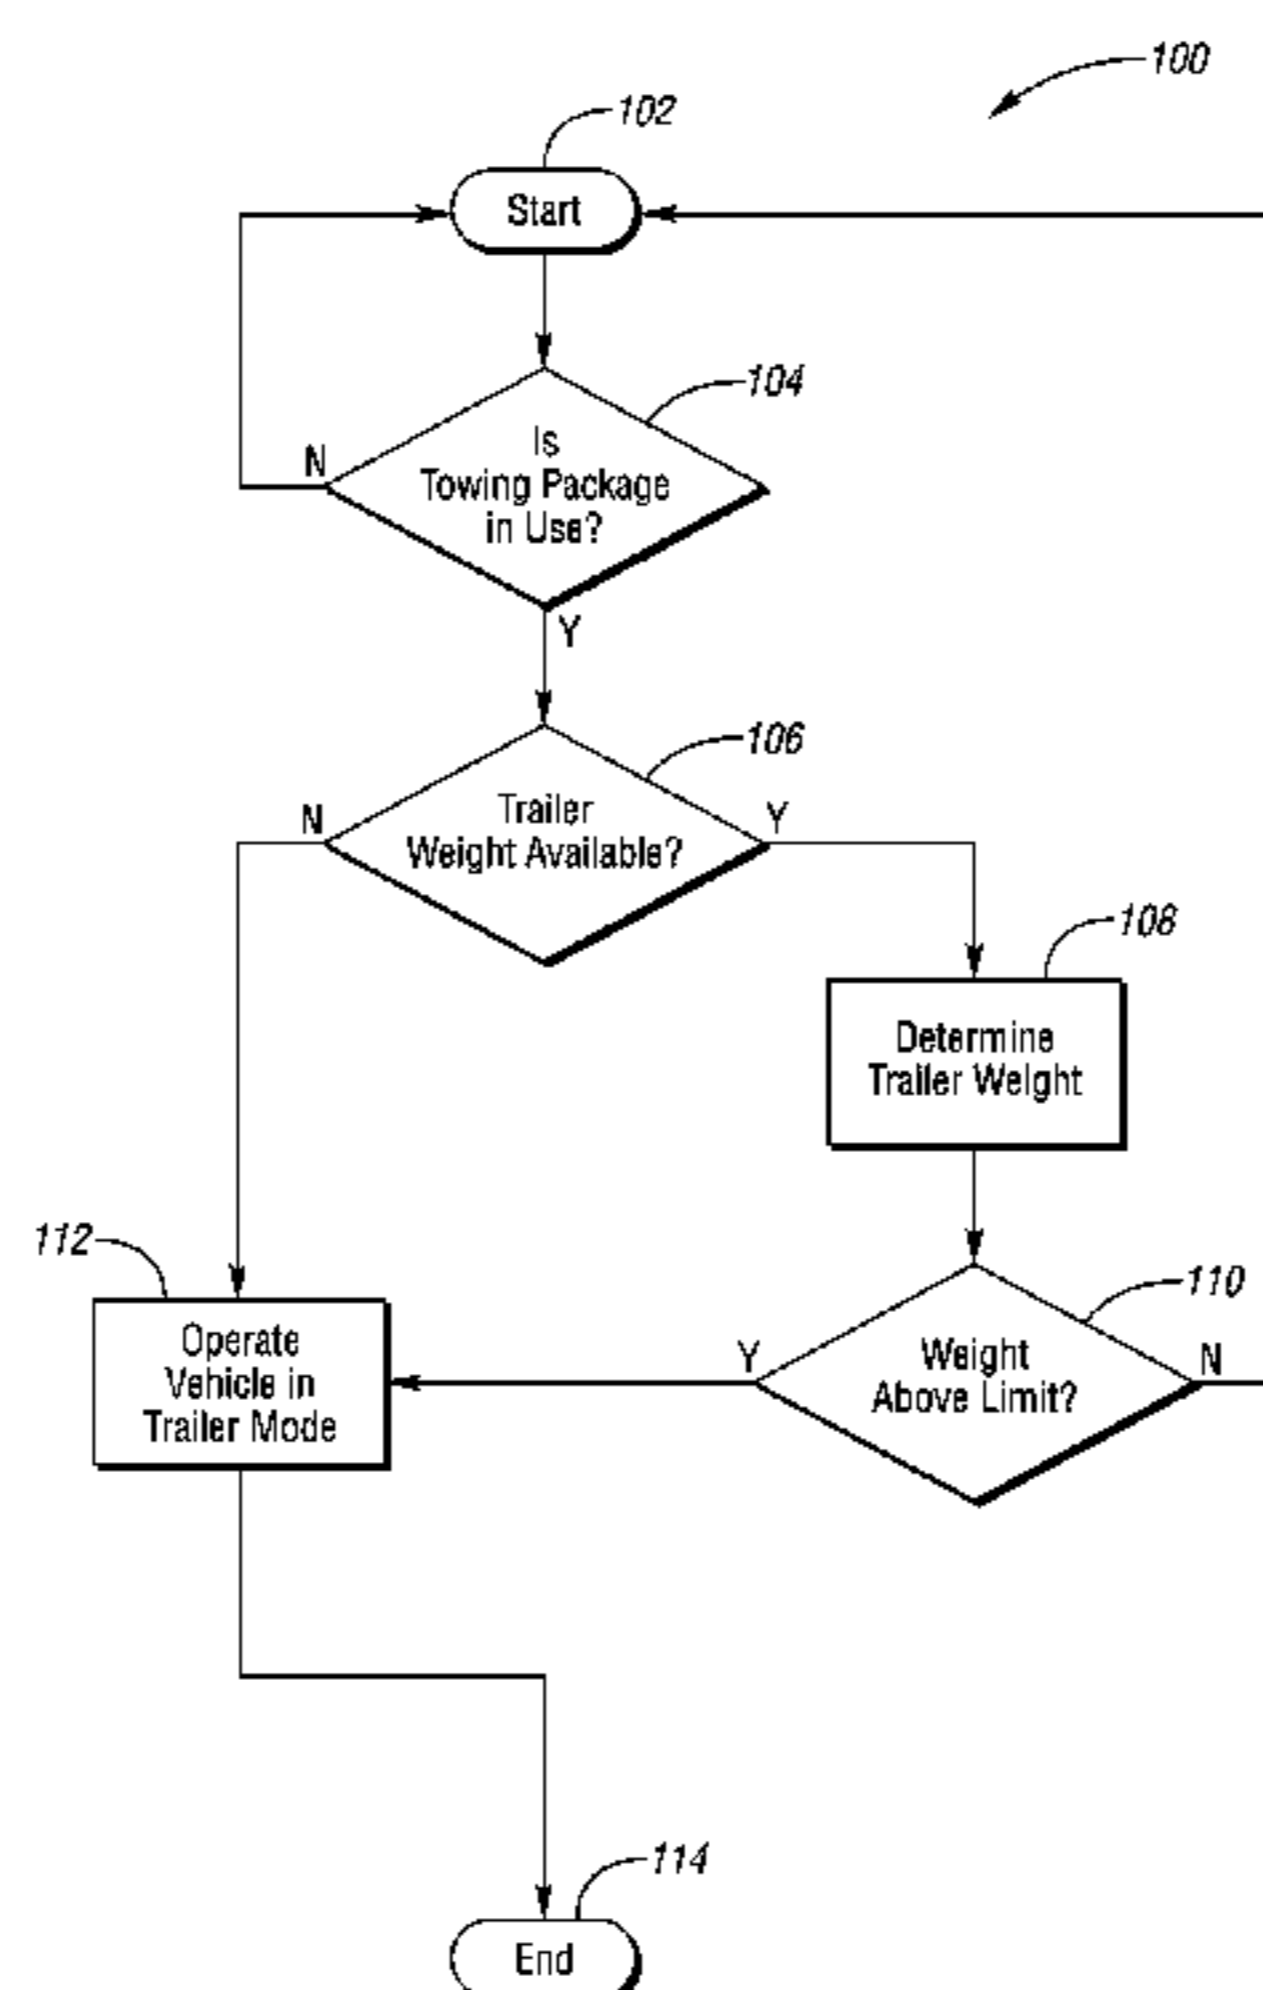 100
102
Start
104
Is
Towing Package
in Use?
N
Y
106
Trailer
Weight Available?
N
Y
108
Determine
Trailer Weight
112
Operate
Vehicle in
Trailer Mode
110
Weight
Above Limit?
Y
N
114
End